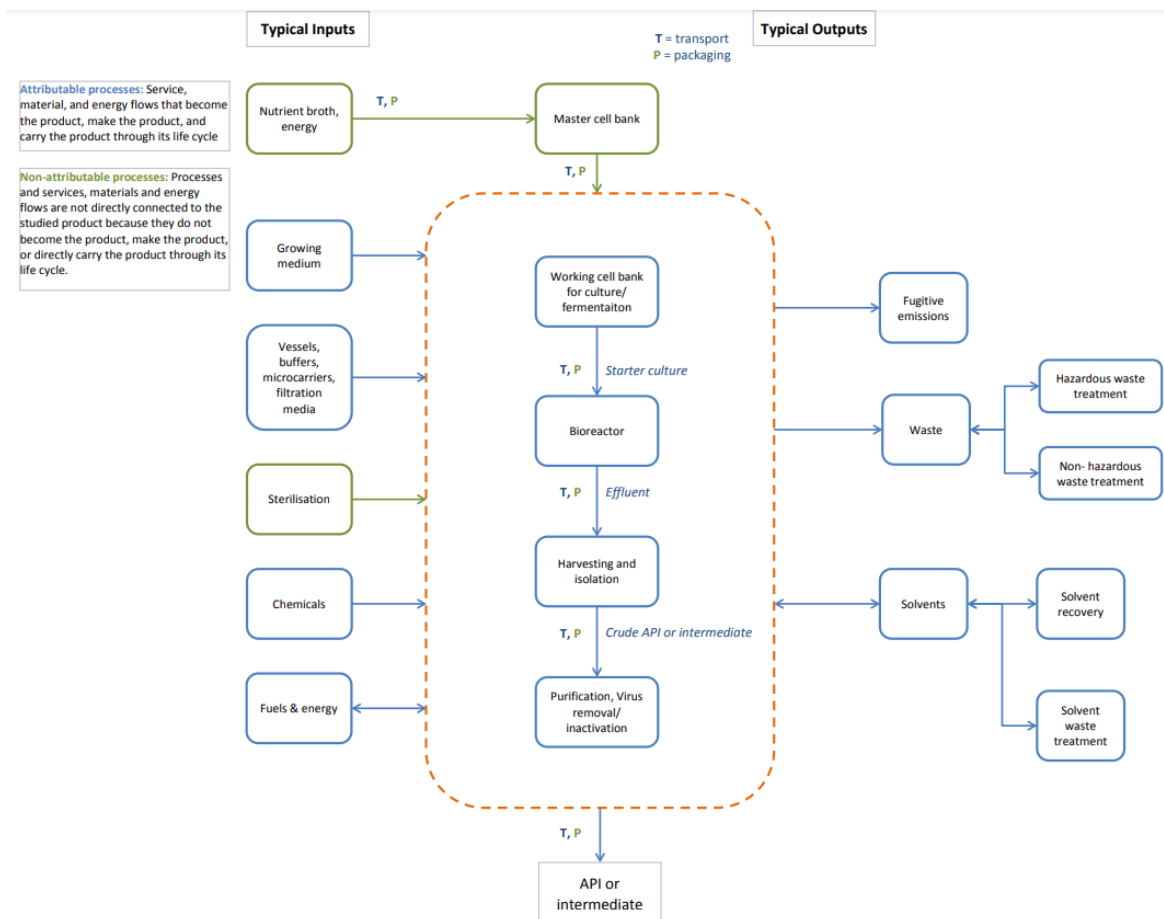 Typical Inputs
Typical Outputs
T = transport
P = packaging
Attributable processes: Service,
material, and energy flows that become
the product, make the product, and
carry the product through its life cycle
Non-attributable processes: Processes
and services, materials and energy
flows are not directly connected to the
studied product because they do not
become the product, make the product,
or directly carry the product through its
life cycle.
Nutrient broth,
energy
T, P
Master cell bank
T, P
Growing
medium
Working cell bank
for culture/
fermentaiton
Fugitive
emissions
Vessels,
buffers,
microcarriers,
filtration
media
T, P
Starter culture
Bioreactor
Waste
Hazardous waste
treatment
Non- hazardous
waste treatment
Sterilisation
T, P
Effluent
Harvesting and
isolation
Chemicals
Solvents
Solvent
recovery
T, P
Crude API or intermediate
Fuels & energy
Purification, Virus
removal/
inactivation
Solvent
waste
treatment
T, P
API or
intermediate